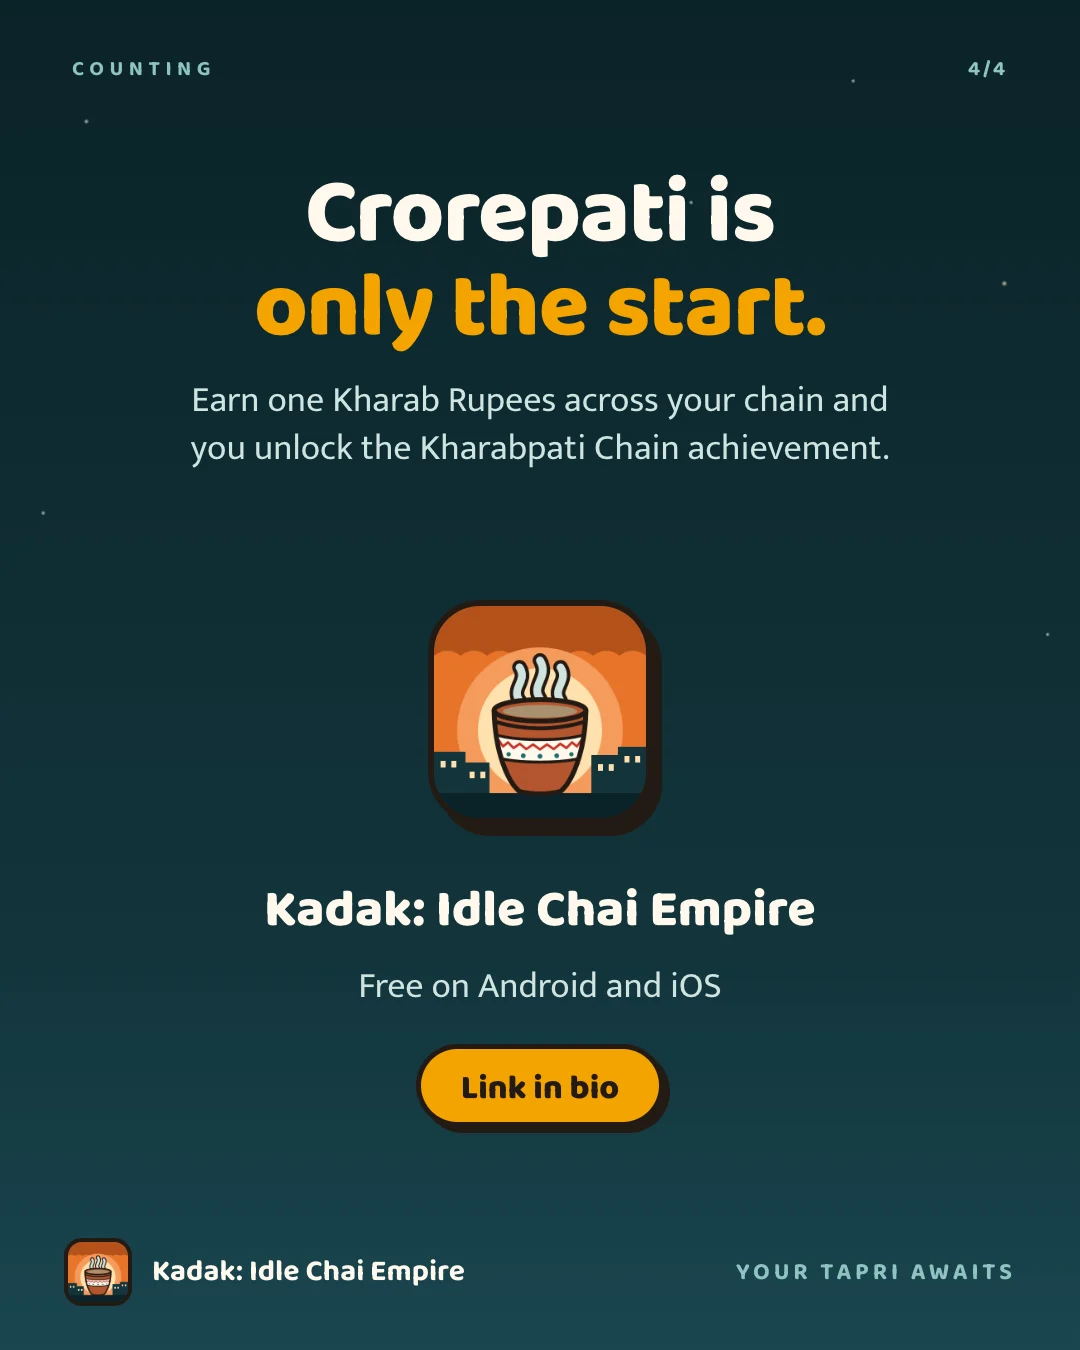 COUNTING
4/4
Crorepati is
only the start.
Earn one Kharab Rupees across your chain and
you unlock the Kharabpati Chain achievement.
Kadak: Idle Chai Empire
Free on Android and iOS
Link in bio
Kadak: Idle Chai Empire
YOUR TAPRI AWAITS